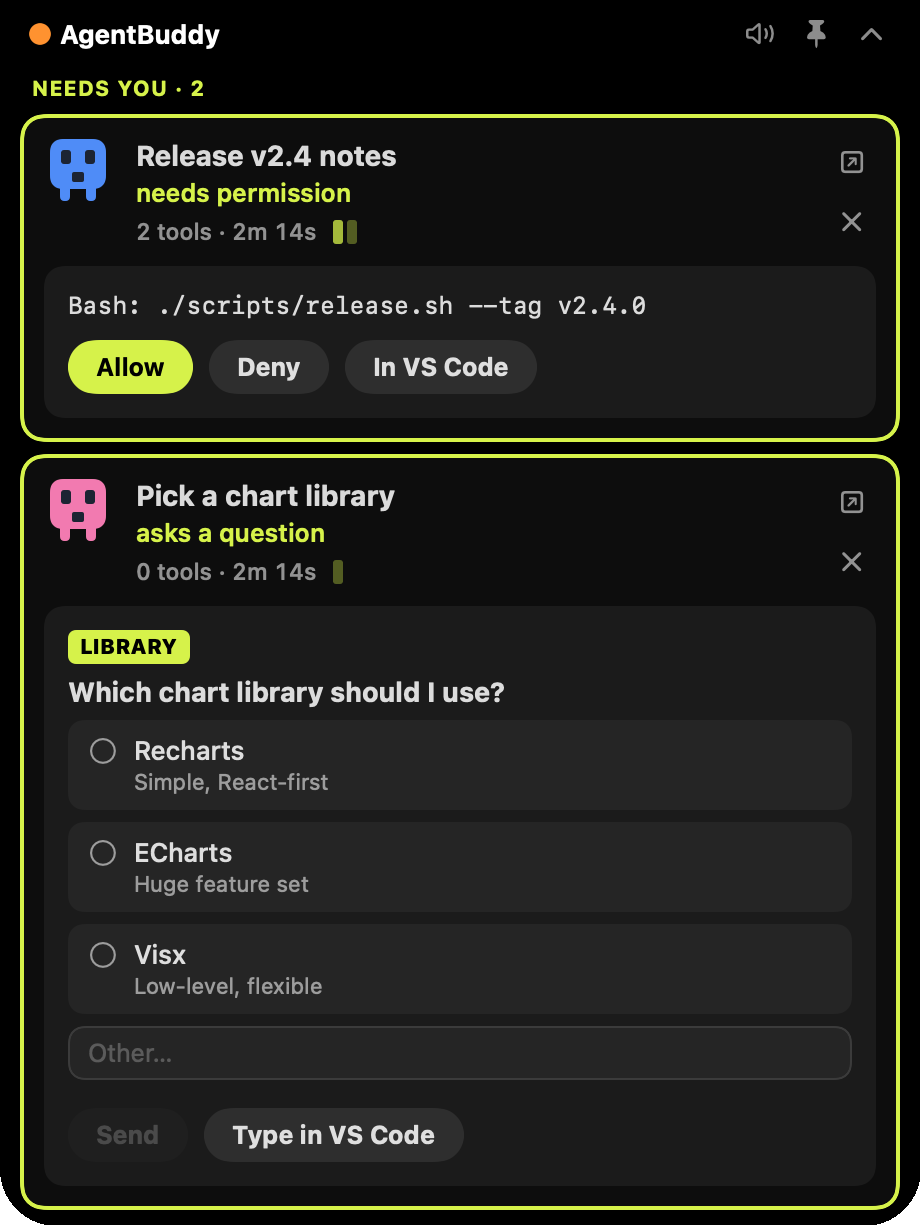 AgentBuddy
NEEDS YOU · 2
Release v2.4 notes
needs permission
2 tools · 2m 14s
Bash: ./scripts/release.sh --tag v2.4.0
Allow Deny In VS Code
Pick a chart library
asks a question
0 tools · 2m 14s
LIBRARY
Which chart library should I use?
Recharts
Simple, React-first
ECharts
Huge feature set
Visx
Low-level, flexible
Other...
Send Type in VS Code